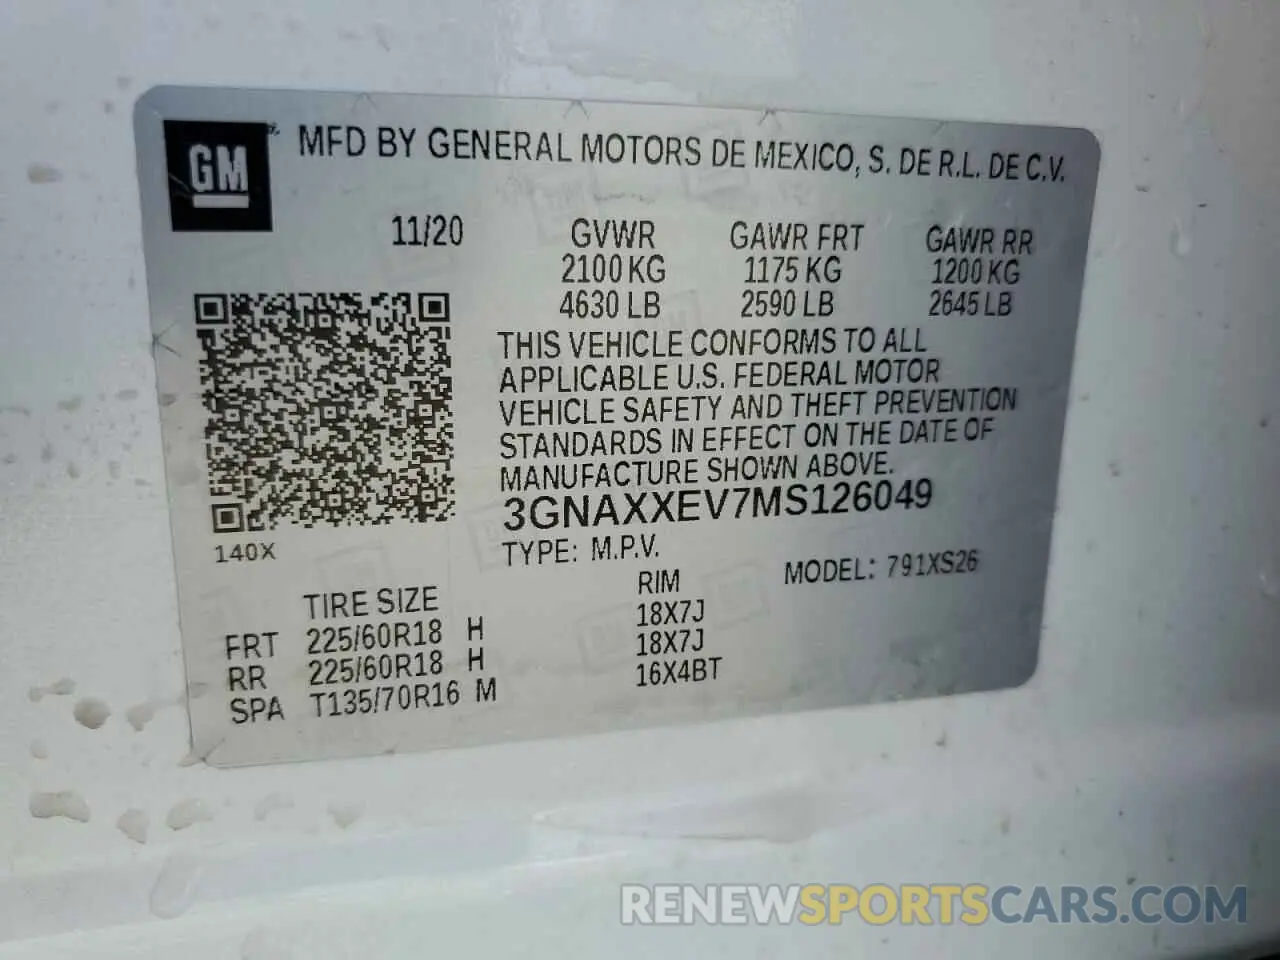 GM
MFD BY GENERAL MOTORS DE MEXICO, S. DE R.L. DE C.V.
11/20 GVWR GAWR FRT GAWR RR
2100 KG 1175 KG 1200 KG
4630 LB 2590 LB 2645 LB
THIS VEHICLE CONFORMS TO ALL
APPLICABLE U.S. FEDERAL MOTOR
VEHICLE SAFETY AND THEFT PREVENTION
STANDARDS IN EFFECT ON THE DATE OF
MANUFACTURE SHOWN ABOVE.
3GNAXXEV7MS126049
140X
TYPE: M.P.V. MODEL: 791XS26
TIRE SIZE RIM
FRT 225/60R18 H 18X7J
RR 225/60R18 H 18X7J
SPA T135/70R16 M 16X4BT
RENEWSPORTSCARS.COM